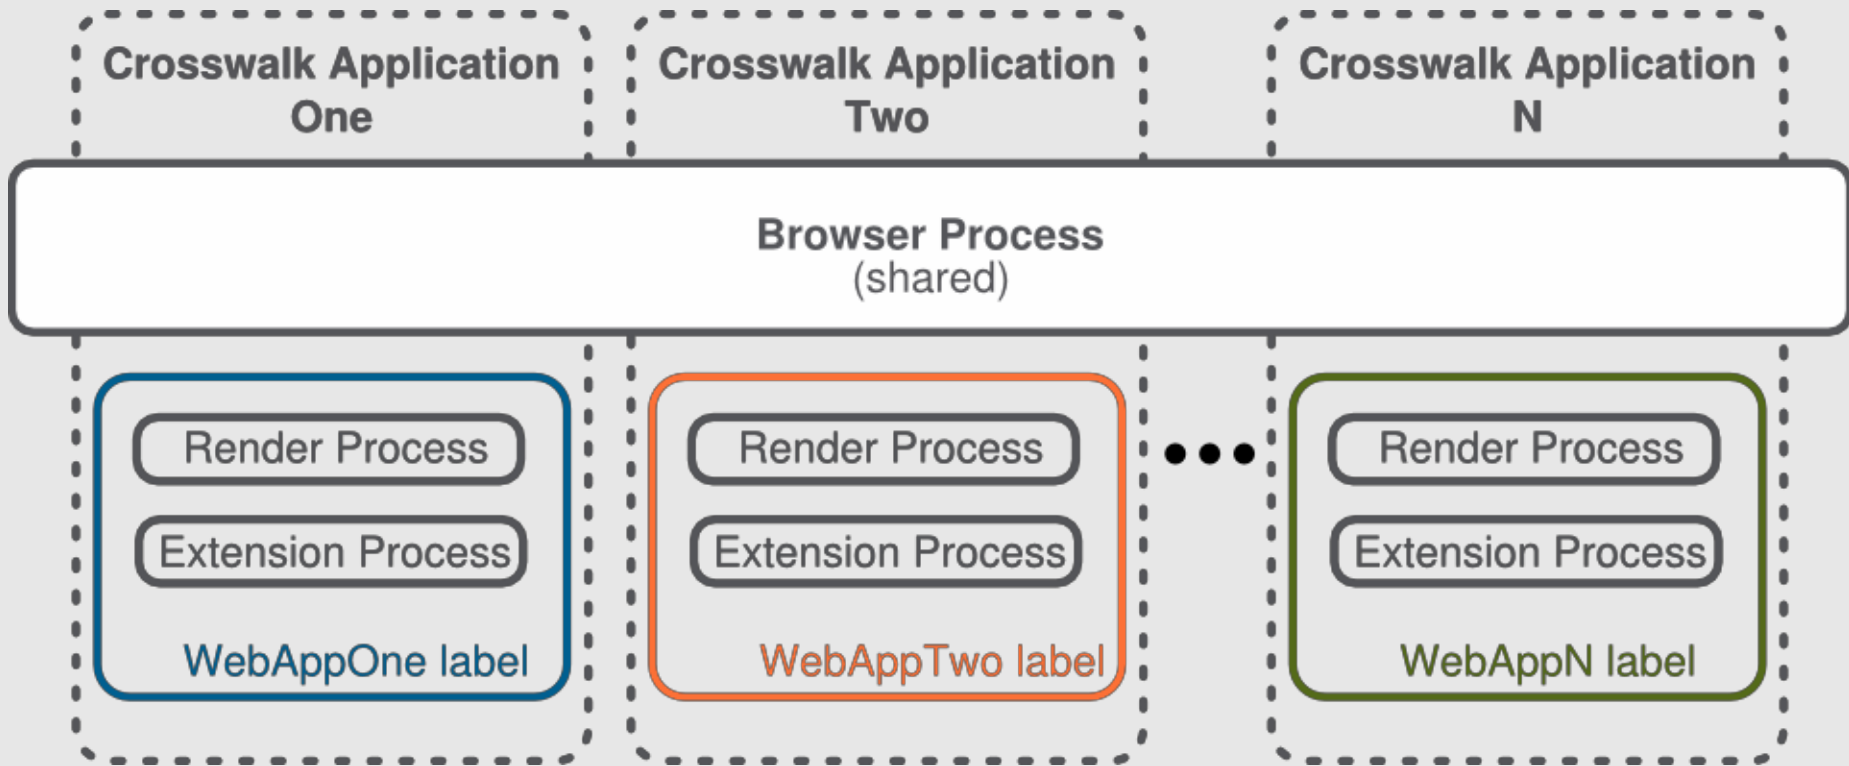 Crosswalk Application
One
Crosswalk Application
Two
Crosswalk Application
N
Browser Process
(shared)
Render Process
Extension Process
WebAppOne label
Render Process
Extension Process
WebAppTwo label
Render Process
Extension Process
WebAppN label